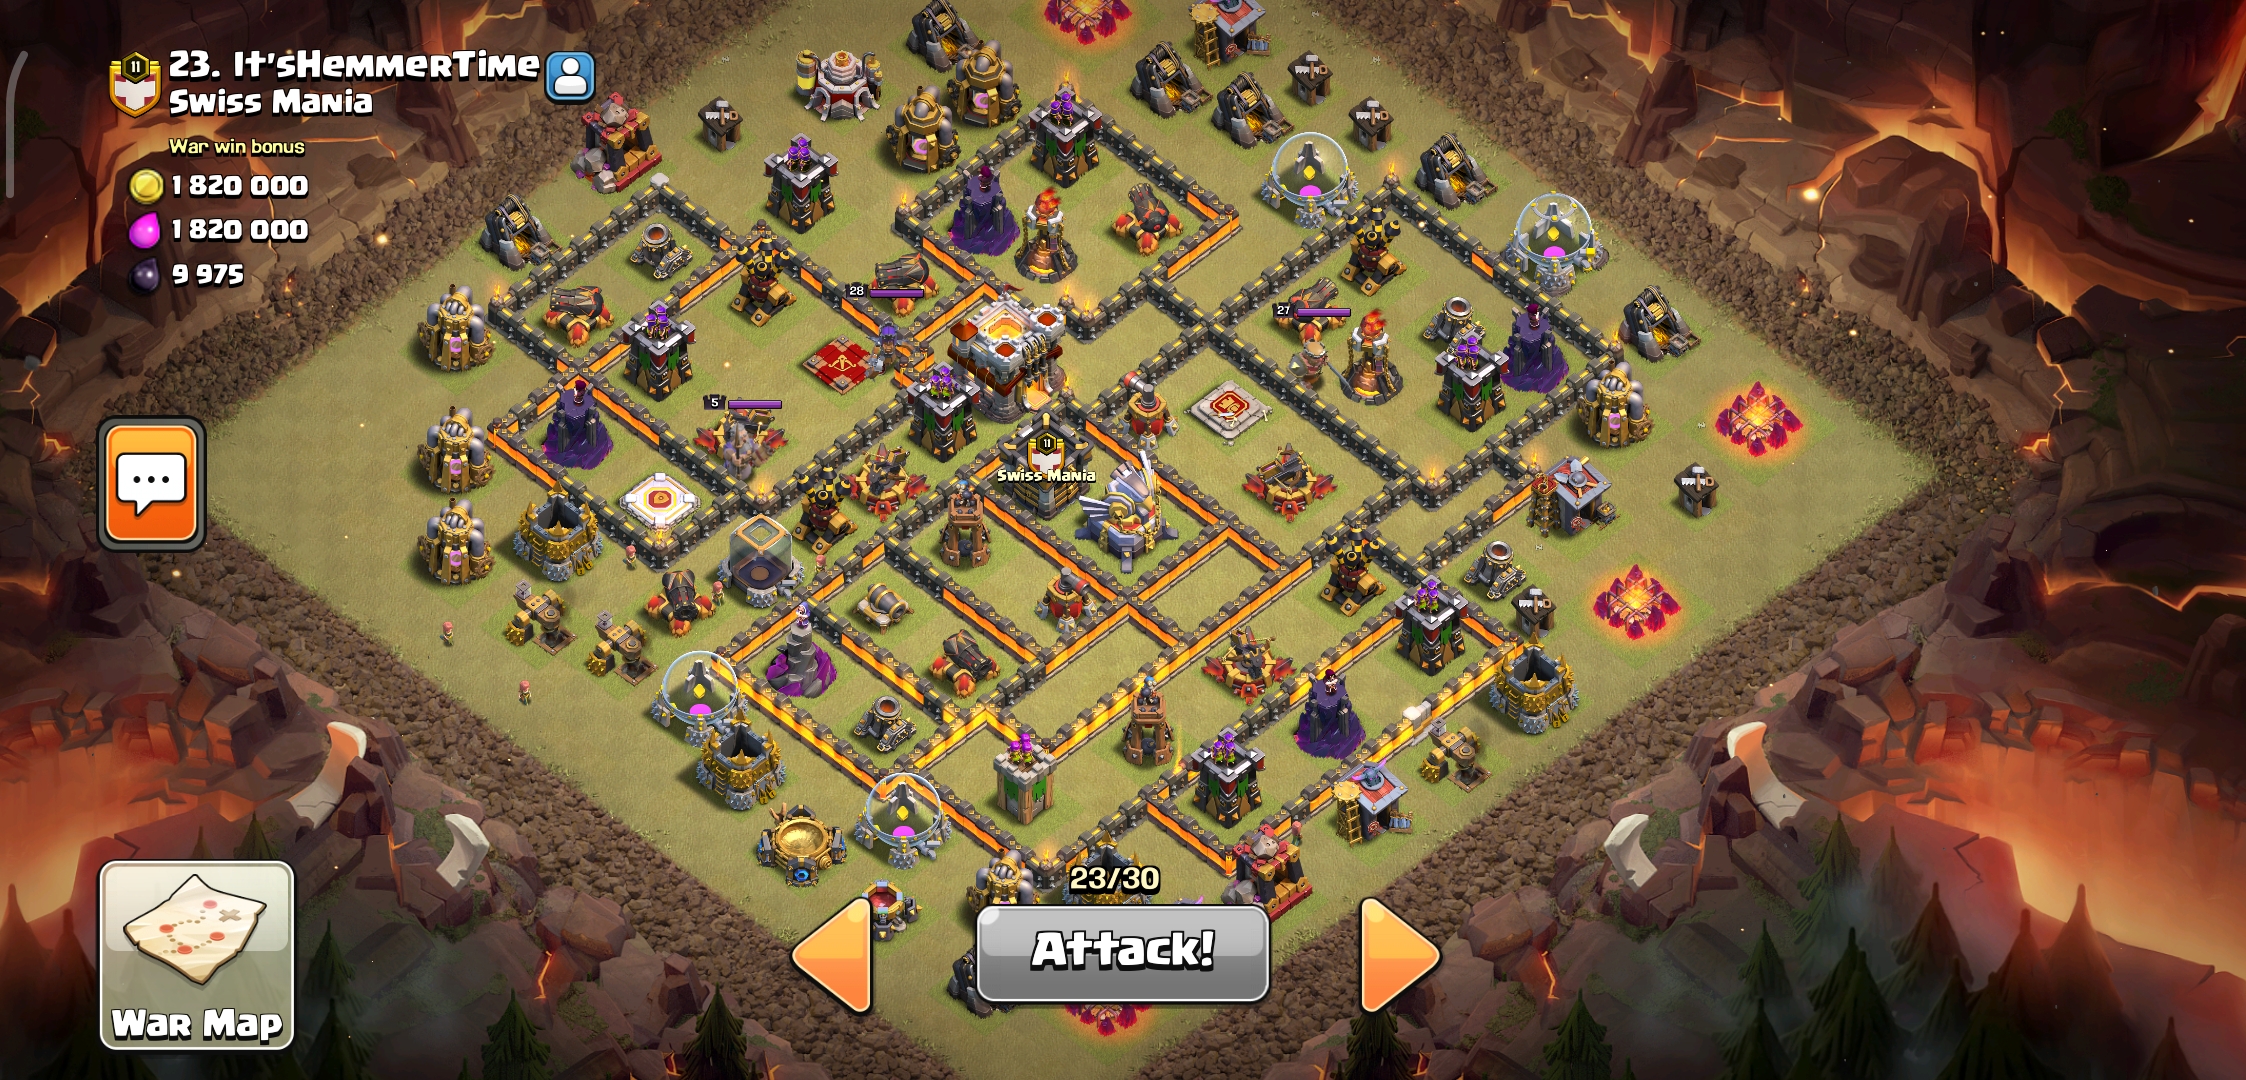 11
23. It'sHemmerTime
Swiss Mania
War win bonus
1 820 000
1 820 000
9 975
28
27
5
11
Swiss Mania
23/30
Attack!
War Map